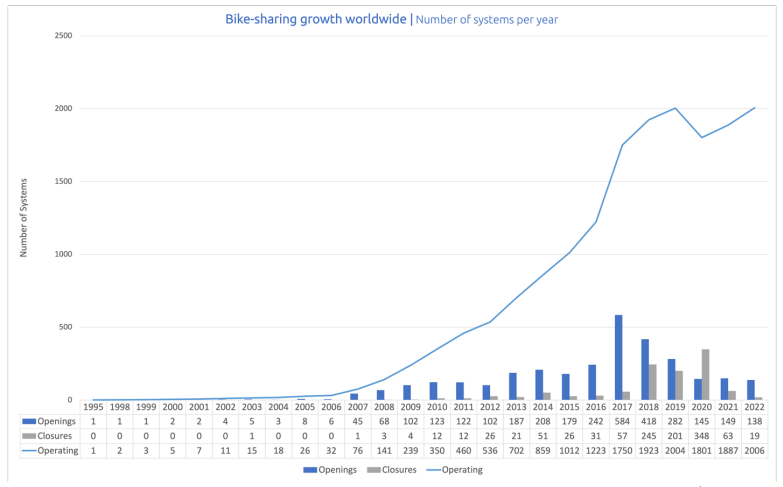 Bike-sharing growth worldwide | Number of systems per year
2500
2000
1500
1000
500
0
Number of Systems
1995 1998 1999 2000 2001 2002 2003 2004 2005 2006 2007 2008 2009 2010 2011 2012 2013 2014 2015 2016 2017 2018 2019 2020 2021 2022
Openings 1 1 1 2 2 4 5 3 8 6 45 68 102 123 122 102 187 208 179 242 584 418 282 145 149 138
Closures 0 0 0 0 0 0 1 0 0 0 1 3 4 12 12 26 21 51 26 31 57 245 201 348 63 19
Operating 1 2 3 5 7 11 15 18 26 32 76 141 239 350 460 536 702 859 1012 1223 1750 1923 2004 1801 1887 2006
Openings Closures Operating